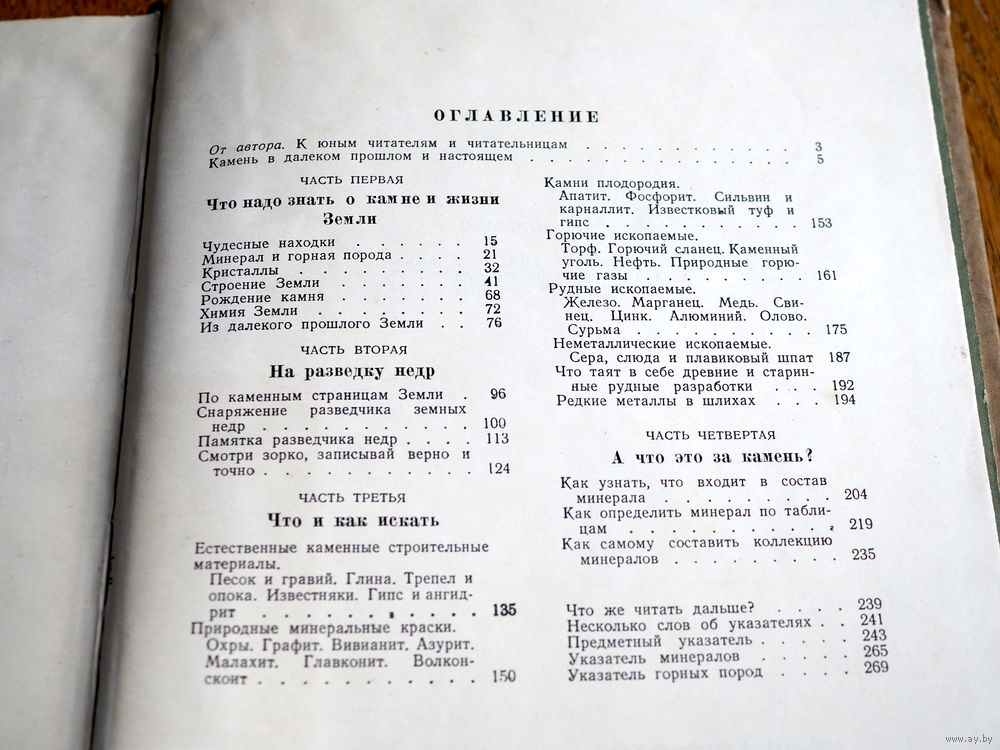 ОГЛАВЛЕНИЕ
От автора. К юным читателям и читательницам . . . . . . . . . . . 3
Камень в далеком прошлом и настоящем . . . . . . . . . . . . . . 5
ЧАСТЬ ПЕРВАЯ
Что надо знать о камне и жизни
Земли
Чудесные находки . . . . . . 15
Минерал и горная порода . . . . 21
Кристаллы . . . . . . . . . 32
Строение Земли . . . . . . . 41
Рождение камня . . . . . . . 68
Химия Земли . . . . . . . . 72
Из далекого прошлого Земли . . 76
ЧАСТЬ ВТОРАЯ
На разведку недр
По каменным страницам Земли . 96
Снаряжение разведчика земных
недр . . . . . . . . . . . 100
Памятка разведчика недр . . . . 113
Смотри зорко, записывай верно и
точно . . . . . . . . . . . 124
ЧАСТЬ ТРЕТЬЯ
Что и как искать
Естественные каменные строительные
материалы.
Песок и гравий. Глина. Трепел и
опока. Известняки. Гипс и ангид-
рит . . . . . . . . . . . 135
Природные минеральные краски.
Охры. Графит. Вивианит. Азурит.
Малахит. Главконит. Волкон-
скоит . . . . . . . . . . . 150
Камни плодородия.
Апатит. Фосфорит. Сильвин и
карналлит. Известковый туф и
гипс . . . . . . . . . . . 153
Горючие ископаемые.
Торф. Горючий сланец. Каменный
уголь. Нефть. Природные горю-
чие газы . . . . . . . . . 161
Рудные ископаемые.
Железо. Марганец. Медь. Сви-
нец. Цинк. Алюминий. Олово.
Сурьма . . . . . . . . . . 175
Неметаллические ископаемые.
Сера, слюда и плавиковый шпат 187
Что таят в себе древние и старин-
ные рудные разработки . . . 192
Редкие металлы в шлихах . . . 194
ЧАСТЬ ЧЕТВЕРТАЯ
А что это за камень?
Как узнать, что входит в состав
минерала . . . . . . . . . 204
Как определить минерал по табли-
цам . . . . . . . . . . . 219
Как самому составить коллекцию
минералов . . . . . . . . . 235
Что же читать дальше? . . . . 239
Несколько слов об указателях . . 241
Предметный указатель . . . . . 243
Указатель минералов . . . . . 265
Указатель горных пород . . . . 269
www.ay.by